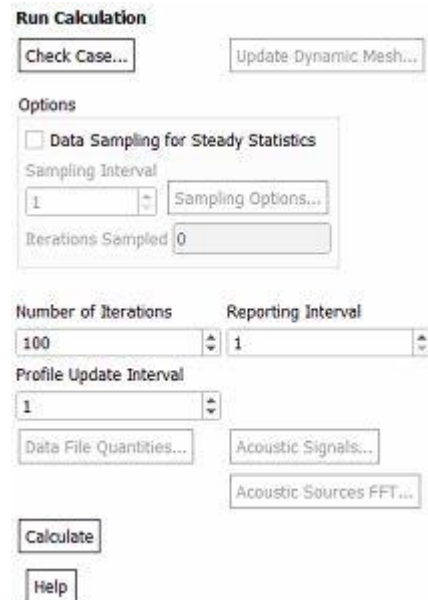 Run Calculation
Check Case... Update Dynamic Mesh...
Options
Data Sampling for Steady Statistics
Sampling Interval
1 Sampling Options...
Iterations Sampled 0
Number of Iterations Reporting Interval
100 1
Profile Update Interval
1
Data File Quantities... Acoustic Signals...
Acoustic Sources FFT...
Calculate
Help